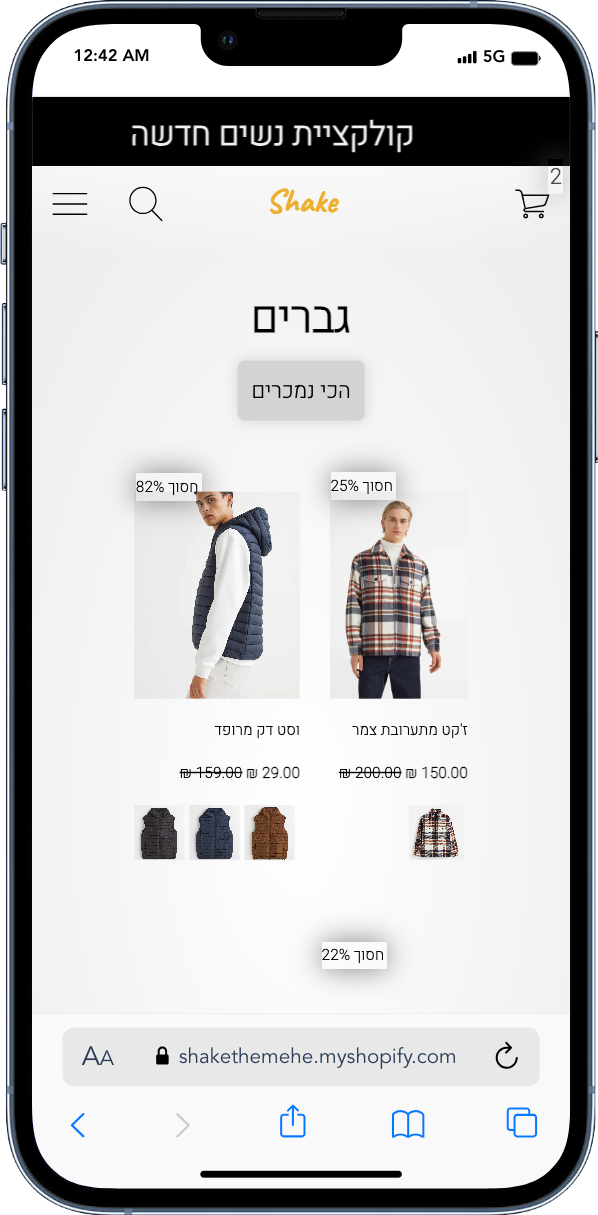 12:42 AM
5G
קולקציית נשים חדשה
2
Shake
גברים
הכי נמכרים
חסוך 25%
חסוך 82%
ז'קט מתערובת צמר
וסט דק מרופד
150.00 ₪ 200.00 ₪
29.00 ₪ 159.00 ₪
חסוך 22%
AA
shakethemehe.myshopify.com